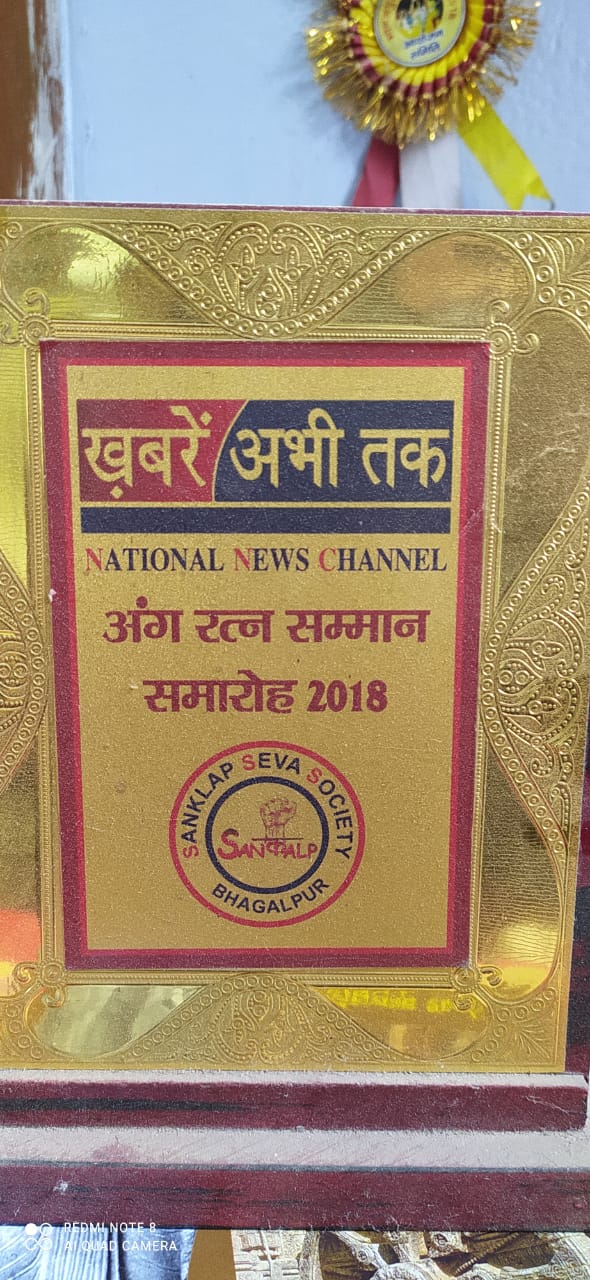 ख़बरें अभी तक
NATIONAL NEWS CHANNEL
अंग रत्न सम्मान
समारोह 2018
SANKLAP SEVA SOCIETY
SANकALP
BHAGALPUR
REDMI NOTE 8
AI QUAD CAMERA